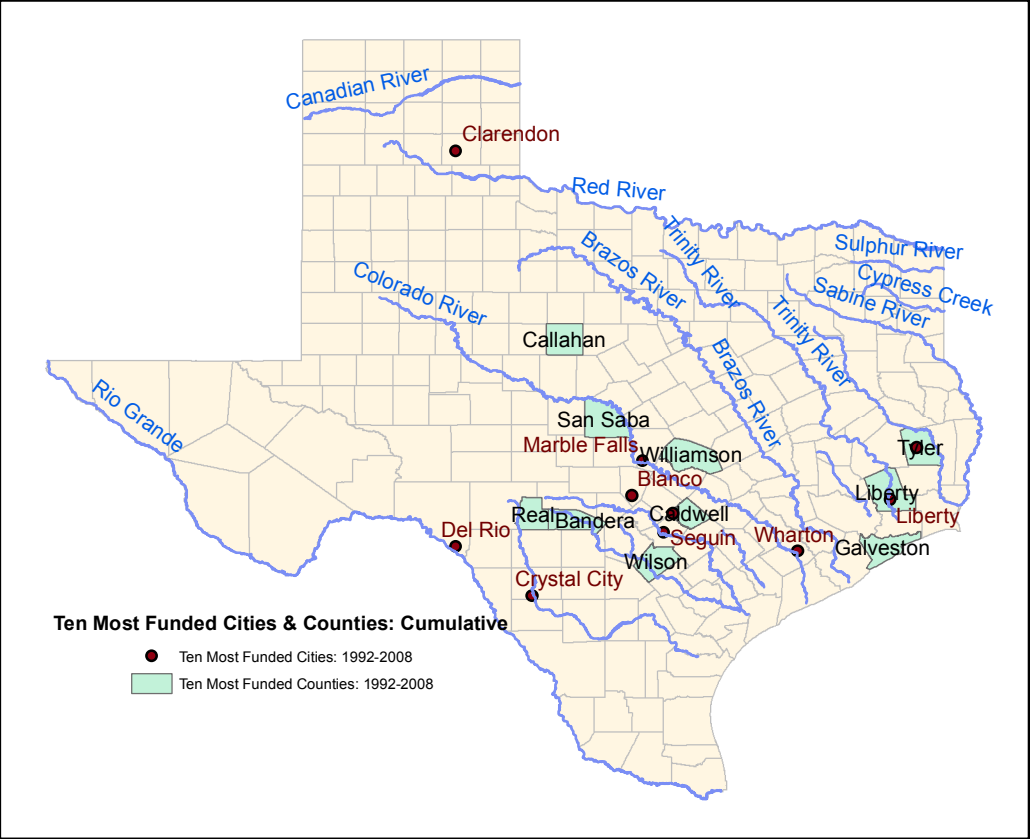 Canadian River
Clarendon
Red River
Trinity River
Sulphur River
Brazos River
Cypress Creek
Colorado River
Sabine River
Trinity River
Callahan
Brazos River
Rio Grande
San Saba
Marble Falls
Williamson
Tyler
Blanco
Liberty
Real
Bandera
Caldwell
Liberty
Del Rio
Seguin
Wharton
Galveston
Wilson
Crystal City
Ten Most Funded Cities & Counties: Cumulative
Ten Most Funded Cities: 1992-2008
Ten Most Funded Counties: 1992-2008